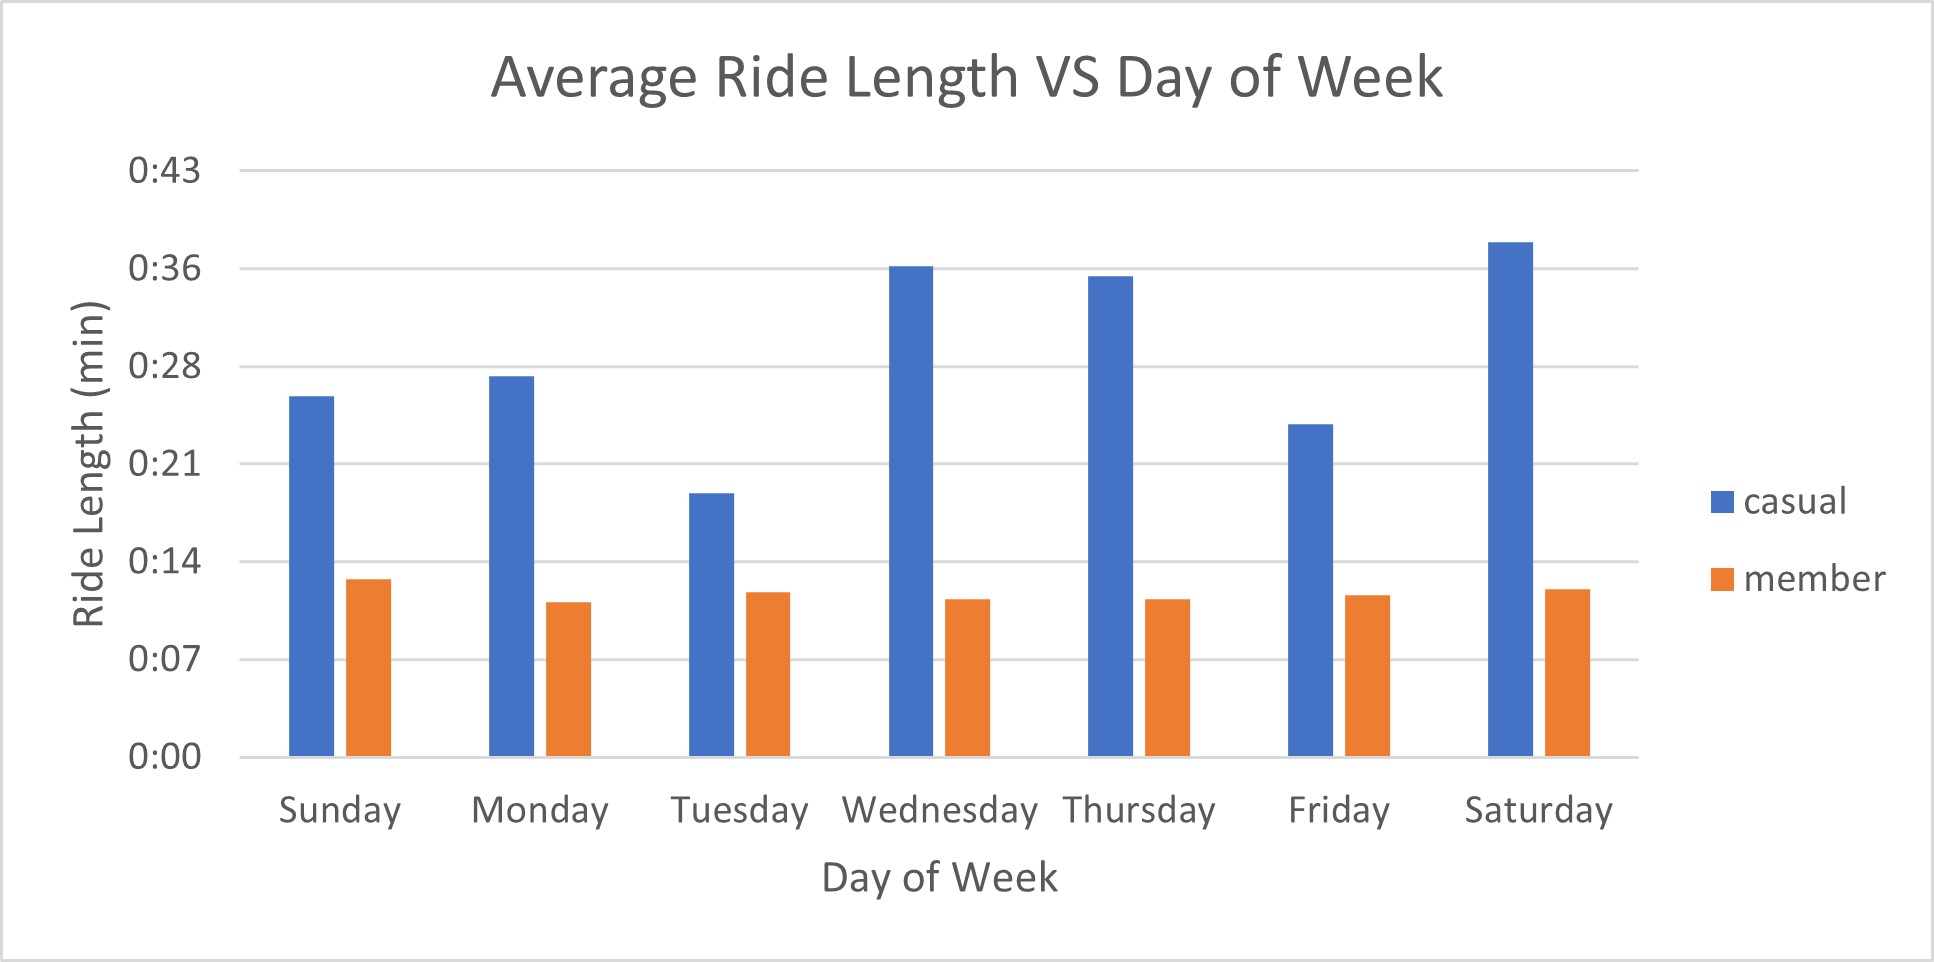 Average Ride Length VS Day of Week
Ride Length (min)
0:43
0:36
0:28
0:21
0:14
0:07
0:00
Sunday Monday Tuesday Wednesday Thursday Friday Saturday
Day of Week
casual
member